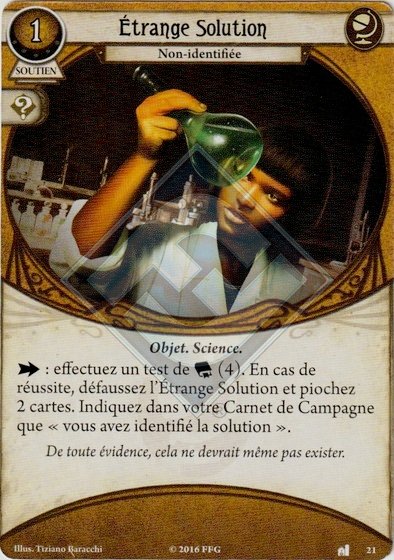 1
Étrange Solution
Non-identifiée
SOUTIEN
?
Objet. Science.
: effectuez un test de (4). En cas de
réussite, défaussez l'Étrange Solution et piochez
2 cartes. Indiquez dans votre Carnet de Campagne
que « vous avez identifié la solution ».
De toute évidence, cela ne devrait même pas exister.
Illus. Tiziano Baracchi © 2016 FFG 21